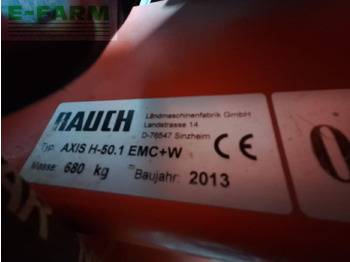 E-FARM
RAUCH
Landmaschinenfabrik GmbH
Landstrasse 14
D-76547 Sinzheim
Typ: AXIS H-50.1 EMC+W
Masse: 680 kg
Baujahr: 2013
CE